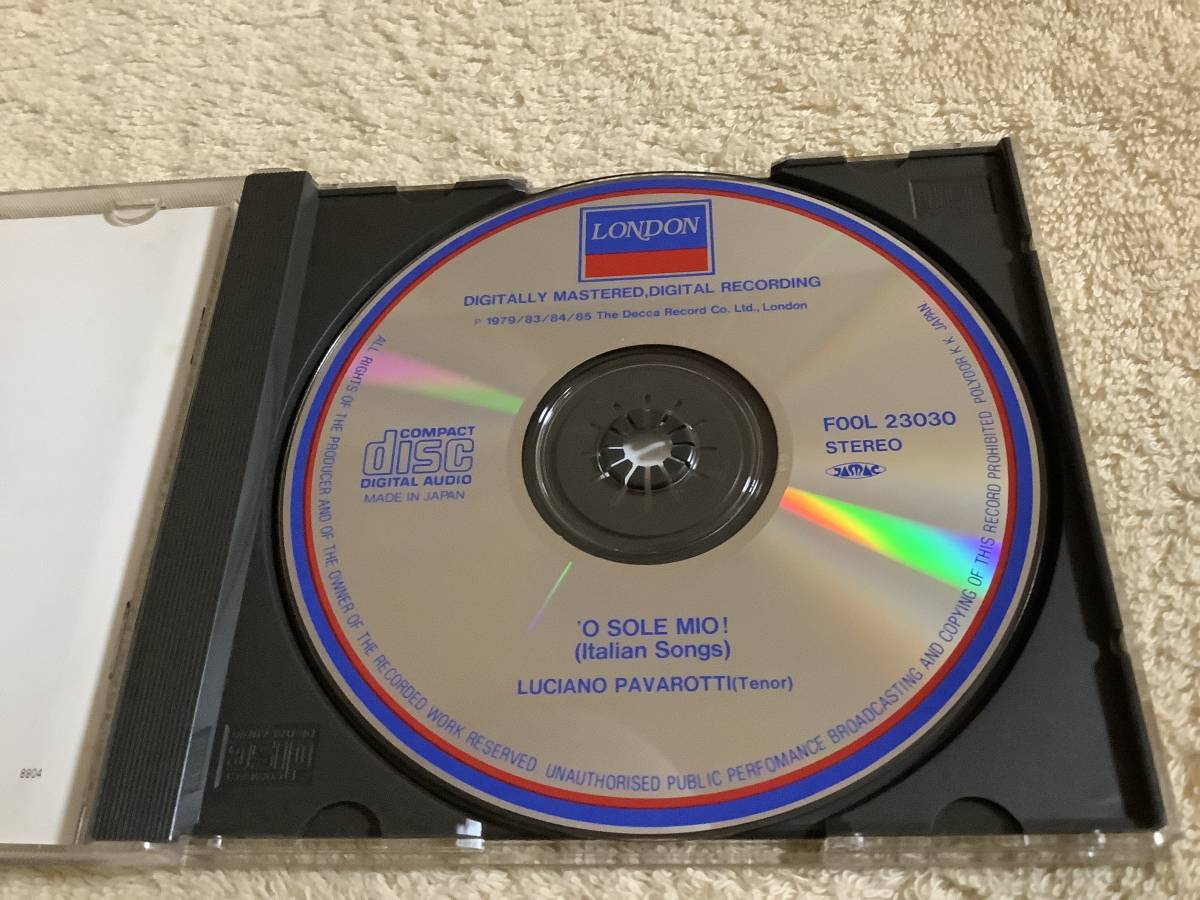 LONDON
DIGITALLY MASTERED,DIGITAL RECORDING
℗ 1979/83/84/85 The Decca Record Co. Ltd., London
COMPACT
disc
DIGITAL AUDIO
MADE IN JAPAN
F00L 23030
STEREO
JASRAC
'O SOLE MIO!
(Italian Songs)
LUCIANO PAVAROTTI(Tenor)
ALL RIGHTS OF THE PRODUCER AND OF THE OWNER OF THE RECORDED WORK RESERVED. UNAUTHORISED PUBLIC PERFOMANCE BROADCASTING AND COPYING OF THIS RECORD PROHIBITED POLYDOR K.K. JAPAN
8904